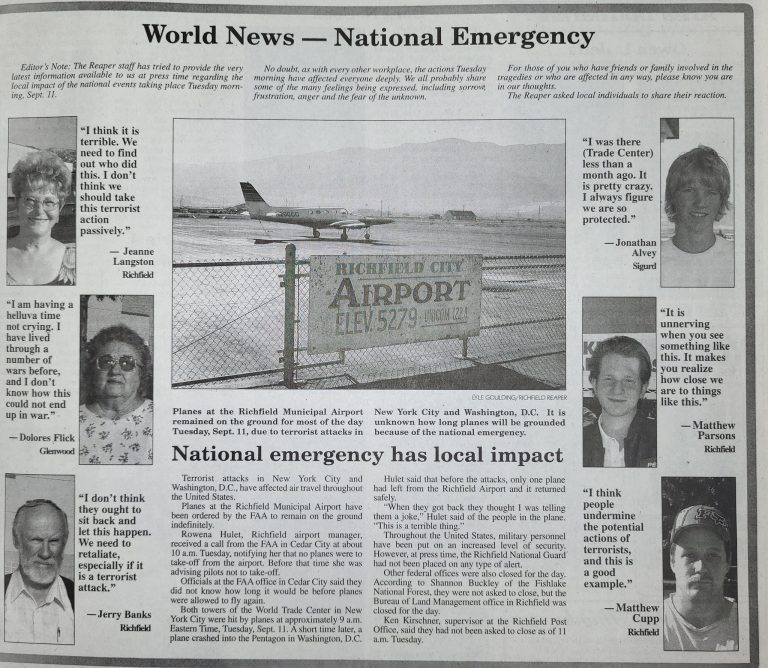 World News — National Emergency
Editor's Note: The Reaper staff has tried to provide the very
latest information available to us at press time regarding the
local impact of the national events taking place Tuesday morn-
ing, Sept. 11.
No doubt, as with every other workplace, the actions Tuesday
morning have affected everyone deeply. We all probably share
some of the many feelings being expressed, including sorrow,
frustration, anger and the fear of the unknown.
For those of you who have friends or family involved in the
tragedies or who are affected in any way, please know you are
in our thoughts.
The Reaper asked local individuals to share their reaction.
"I think it is
terrible. We
need to find
out who did
this. I don't
think we
should take
this terrorist
action
passively."
— Jeanne
Langston
Richfield
"I am having a
helluva time
not crying. I
have lived
through a
number of
wars before,
and I don't
know how this
could not end
up in war."
— Dolores Flick
Glenwood
"I don't think
they ought to
sit back and
let this happen.
We need to
retaliate,
especially if it
is a terrorist
attack."
— Jerry Banks
Richfield
RICHFIELD CITY
AIRPORT
ELEV. 5279 - UNICOM 122.8
LYLE GOULDING/RICHFIELD REAPER
Planes at the Richfield Municipal Airport
remained on the ground for most of the day
Tuesday, Sept. 11, due to terrorist attacks in
New York City and Washington, D.C. It is
unknown how long planes will be grounded
because of the national emergency.
National emergency has local impact
Terrorist attacks in New York City and
Washington, D.C., have affected air travel throughout
the United States.
Planes at the Richfield Municipal Airport have
been ordered by the FAA to remain on the ground
indefinitely.
Rowena Hulet, Richfield airport manager,
received a call from the FAA in Cedar City at about
10 a.m. Tuesday, notifying her that no planes were to
take-off from the airport. Before that time she was
advising pilots not to take-off.
Officials at the FAA office in Cedar City said they
did not know how long it would be before planes
were allowed to fly again.
Both towers of the World Trade Center in New
York City were hit by planes at approximately 9 a.m.
Eastern Time, Tuesday, Sept. 11. A short time later, a
plane crashed into the Pentagon in Washington, D.C.
Hulet said that before the attacks, only one plane
had left from the Richfield Airport and it returned
safely.
"When they got back they thought I was telling
them a joke," Hulet said of the people in the plane.
"This is a terrible thing."
Throughout the United States, military personnel
have been put on an increased level of security.
However, at press time, the Richfield National Guard
had not been placed on any type of alert.
Other federal offices were also closed for the day.
According to Shannon Buckley of the Fishlake
National Forest, they were not asked to close, but the
Bureau of Land Management office in Richfield was
closed for the day.
Ken Kirschner, supervisor at the Richfield Post
Office, said they had not been asked to close as of 11
a.m. Tuesday.
"I was there
(Trade Center)
less than a
month ago. It
is pretty crazy.
I always figure
we are so
protected."
— Jonathan
Alvey
Sigurd
"It is
unnerving
when you see
something like
this. It makes
you realize
how close we
are to things
like this."
— Matthew
Parsons
Richfield
"I think
people
undermine
the potential
actions of
terrorists,
and this is
a good
example."
— Matthew
Cupp
Richfield